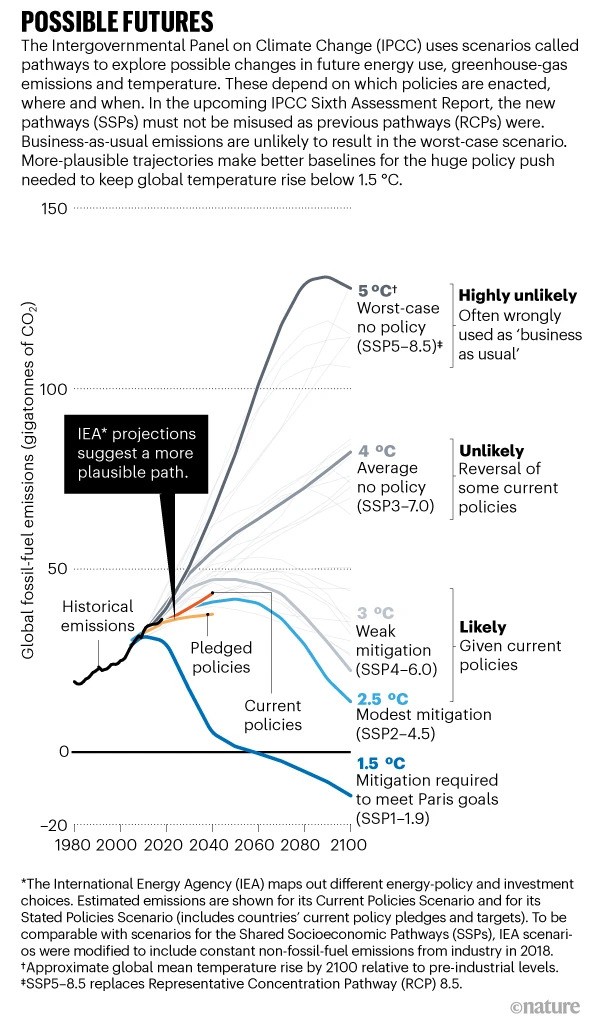 POSSIBLE FUTURES
The Intergovernmental Panel on Climate Change (IPCC) uses scenarios called
pathways to explore possible changes in future energy use, greenhouse-gas
emissions and temperature. These depend on which policies are enacted,
where and when. In the upcoming IPCC Sixth Assessment Report, the new
pathways (SSPs) must not be misused as previous pathways (RCPs) were.
Business-as-usual emissions are unlikely to result in the worst-case scenario.
More-plausible trajectories make better baselines for the huge policy push
needed to keep global temperature rise below 1.5 °C.
150
Global fossil-fuel emissions (gigatonnes of CO₂)
5 °C†
Worst-case
no policy
(SSP5–8.5)‡
Highly unlikely
Often wrongly
used as ‘business
as usual’
100
IEA* projections
suggest a more
plausible path.
4 °C
Average
no policy
(SSP3–7.0)
Unlikely
Reversal of
some current
policies
50
Historical
emissions
Pledged
policies
Current
policies
3 °C
Weak
mitigation
(SSP4–6.0)
Likely
Given current
policies
2.5 °C
Modest mitigation
(SSP2–4.5)
0
1.5 °C
Mitigation required
to meet Paris goals
(SSP1–1.9)
–20
1980 2000 2020 2040 2060 2080 2100
*The International Energy Agency (IEA) maps out different energy-policy and investment
choices. Estimated emissions are shown for its Current Policies Scenario and for its
Stated Policies Scenario (includes countries’ current policy pledges and targets). To be
comparable with scenarios for the Shared Socioeconomic Pathways (SSPs), IEA scenari-
os were modified to include constant non-fossil-fuel emissions from industry in 2018.
†Approximate global mean temperature rise by 2100 relative to pre-industrial levels.
‡SSP5–8.5 replaces Representative Concentration Pathway (RCP) 8.5.
©nature